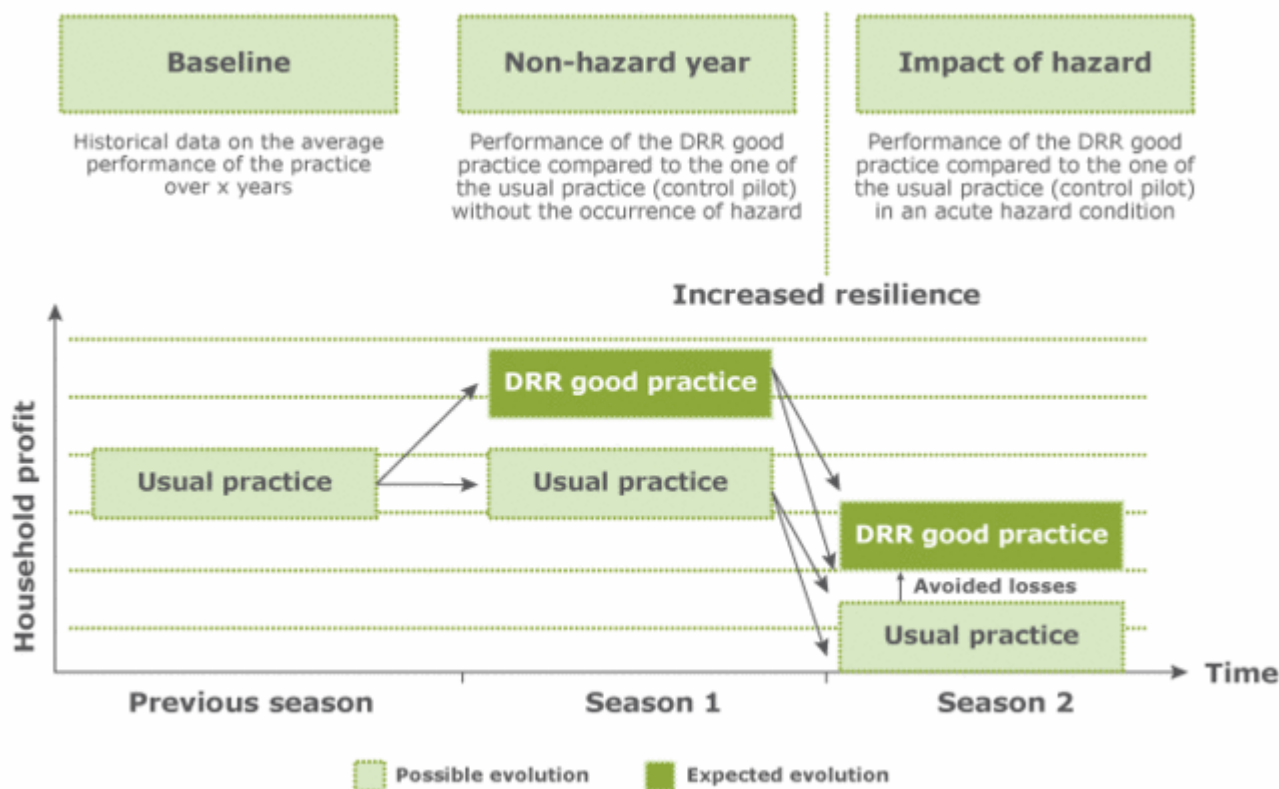 Baseline
Historical data on the average
performance of the practice
over x years
Non-hazard year
Performance of the DRR good
practice compared to the one of
the usual practice (control pilot)
without the occurrence of hazard
Impact of hazard
Performance of the DRR good
practice compared to the one of
the usual practice (control pilot)
in an acute hazard condition
Increased resilience
Household profit
DRR good practice
Usual practice
Usual practice
DRR good practice
Avoided losses
Usual practice
Time
Previous season
Season 1
Season 2
Possible evolution
Expected evolution